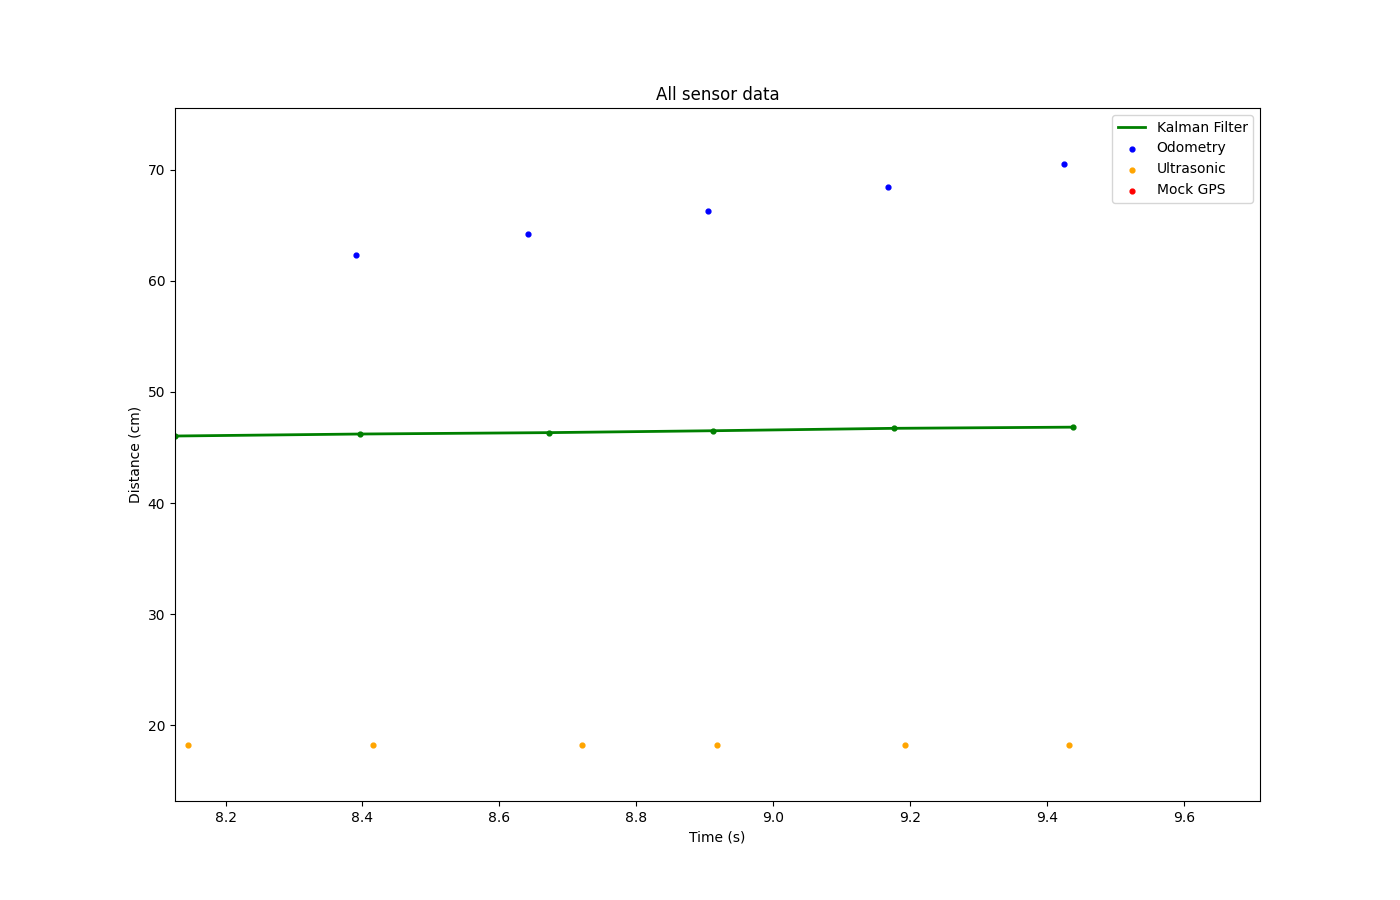 All sensor data
Kalman Filter
Odometry
Ultrasonic
Mock GPS
70
60
50
40
30
20
Distance (cm)
8.2 8.4 8.6 8.8 9.0 9.2 9.4 9.6
Time (s)